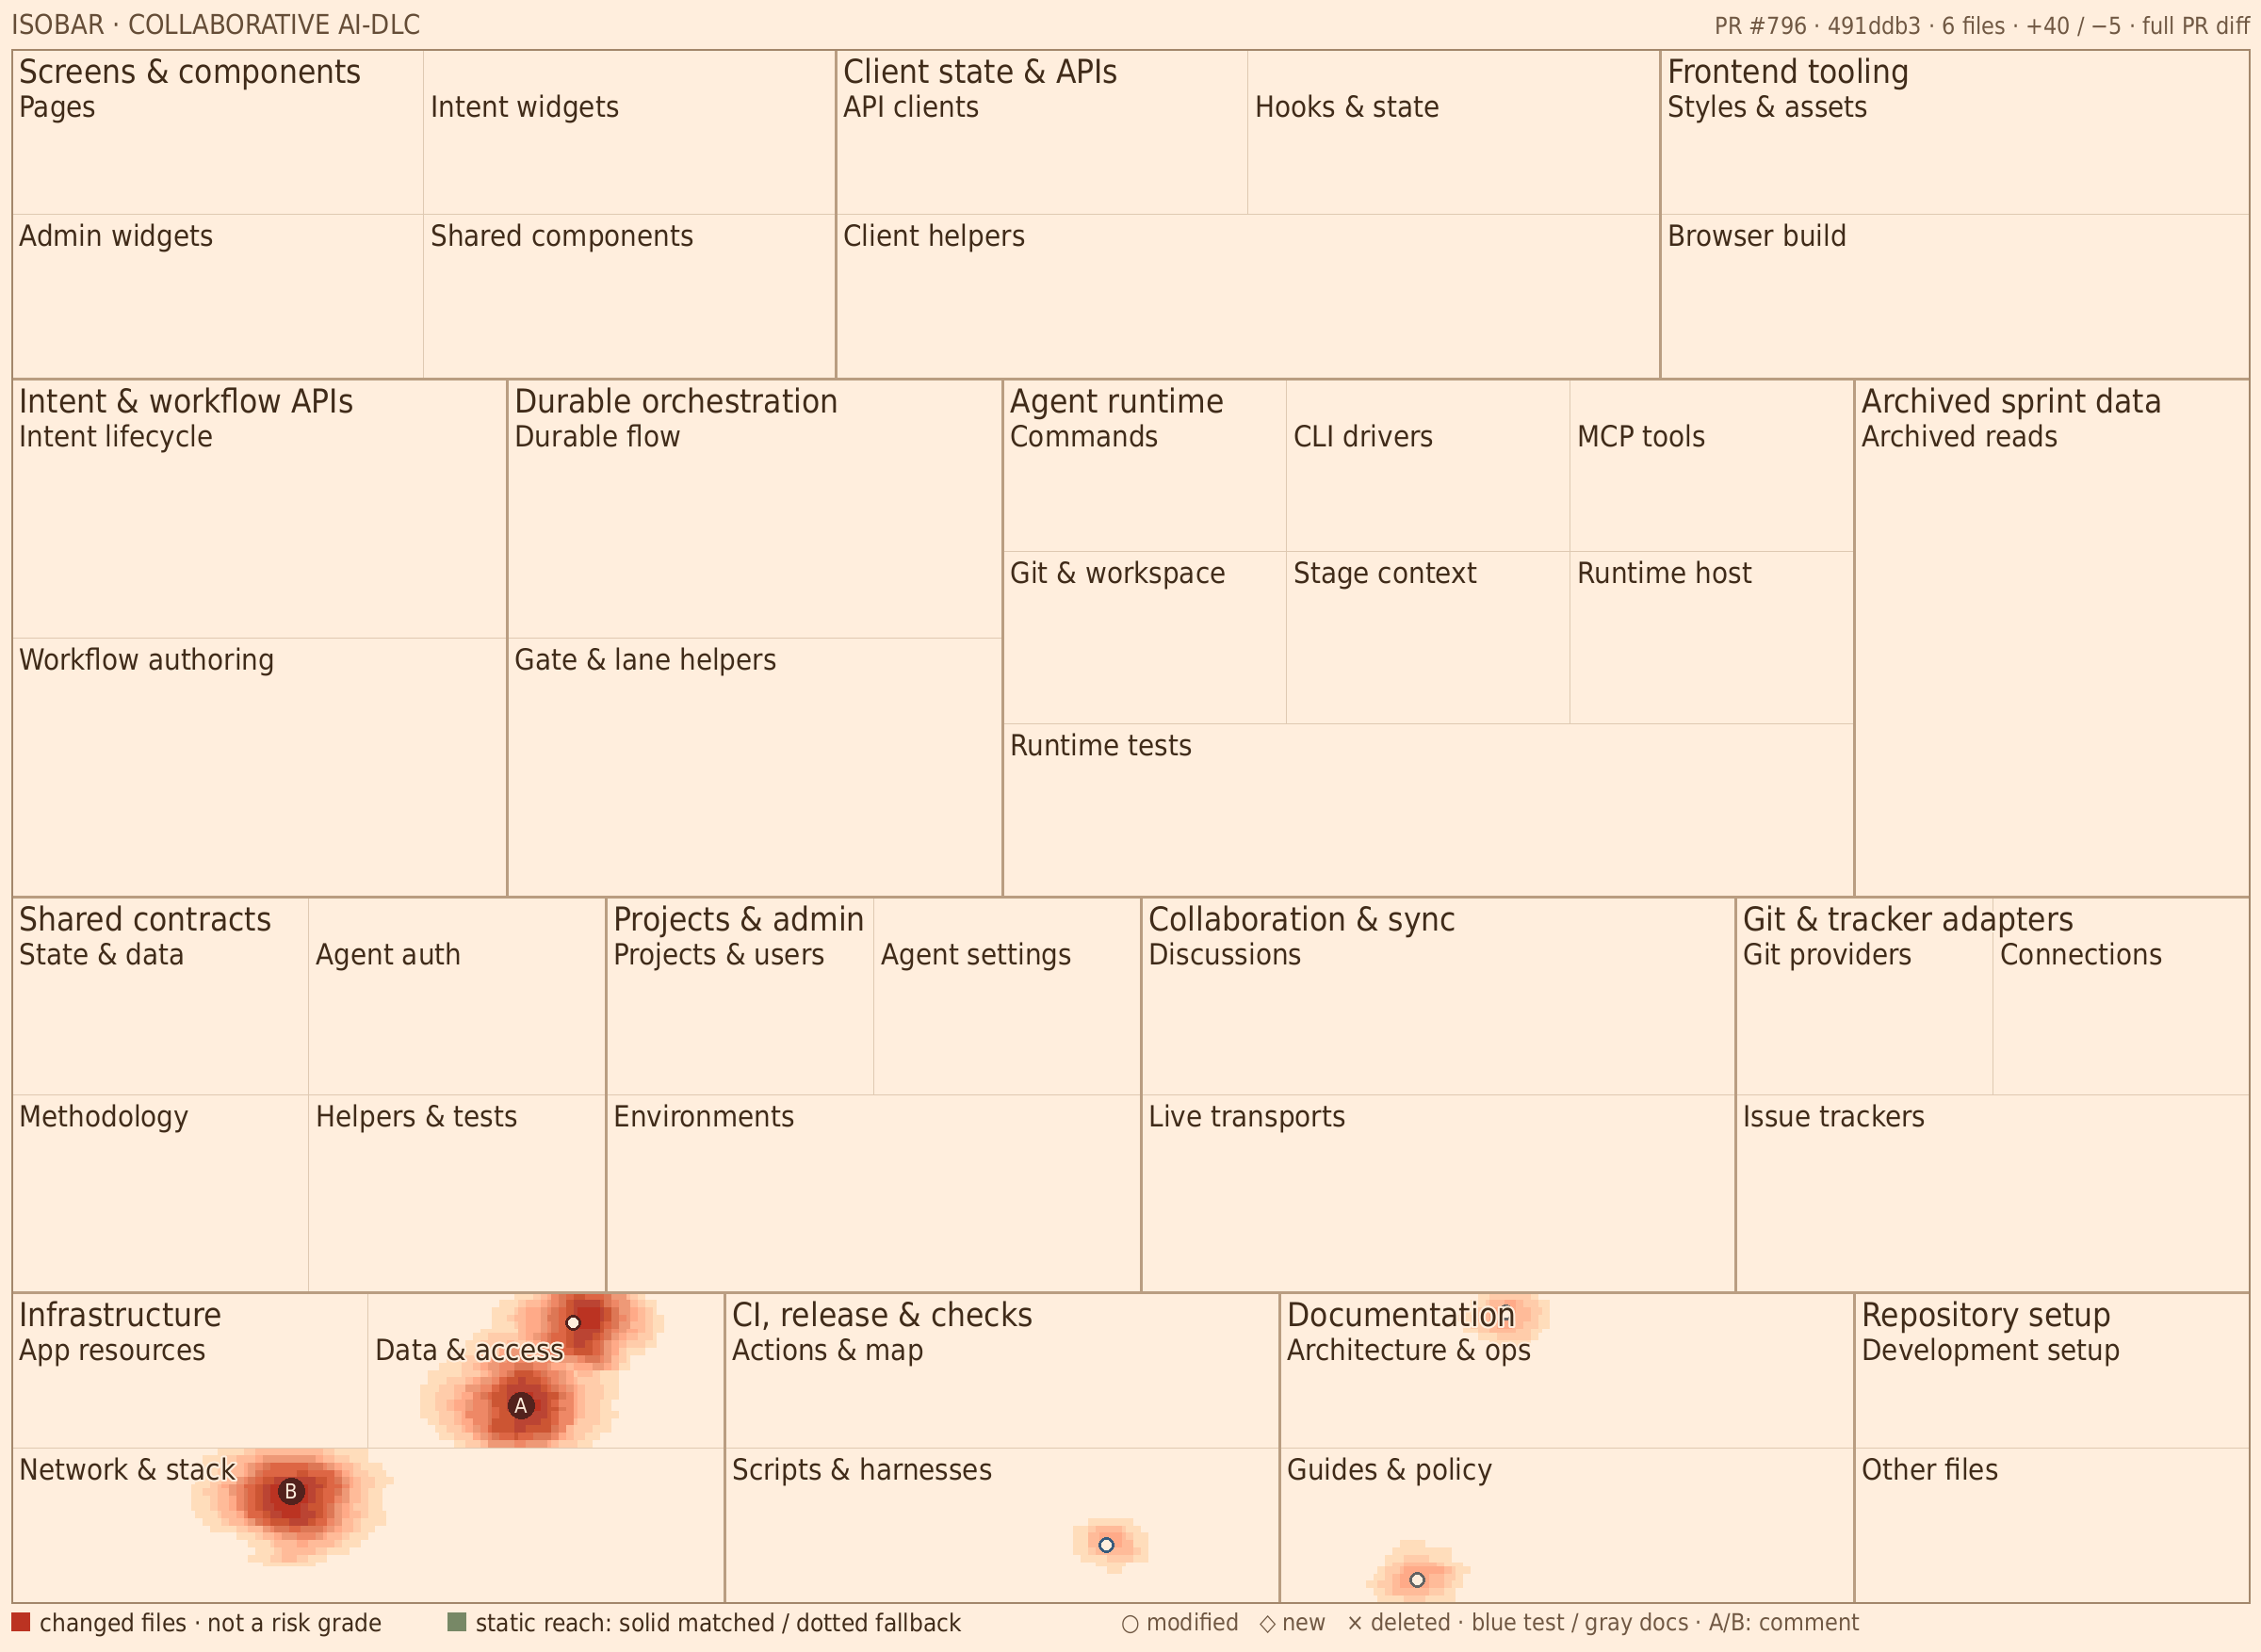 ISOBAR · COLLABORATIVE AI-DLC
PR #796 · 491ddb3 · 6 files · +40 / −5 · full PR diff
Screens & components
Pages
Intent widgets
Admin widgets
Shared components
Client state & APIs
API clients
Hooks & state
Client helpers
Frontend tooling
Styles & assets
Browser build
Intent & workflow APIs
Intent lifecycle
Workflow authoring
Durable orchestration
Durable flow
Gate & lane helpers
Agent runtime
Commands
CLI drivers
MCP tools
Git & workspace
Stage context
Runtime host
Runtime tests
Archived sprint data
Archived reads
Shared contracts
State & data
Agent auth
Methodology
Helpers & tests
Projects & admin
Projects & users
Agent settings
Environments
Collaboration & sync
Discussions
Live transports
Git & tracker adapters
Git providers
Connections
Issue trackers
Infrastructure
App resources
Data & access
A
Network & stack
B
CI, release & checks
Actions & map
Scripts & harnesses
Documentation
Architecture & ops
Guides & policy
Repository setup
Development setup
Other files
changed files · not a risk grade
static reach: solid matched / dotted fallback
○ modified ◇ new × deleted · blue test / gray docs · A/B: comment